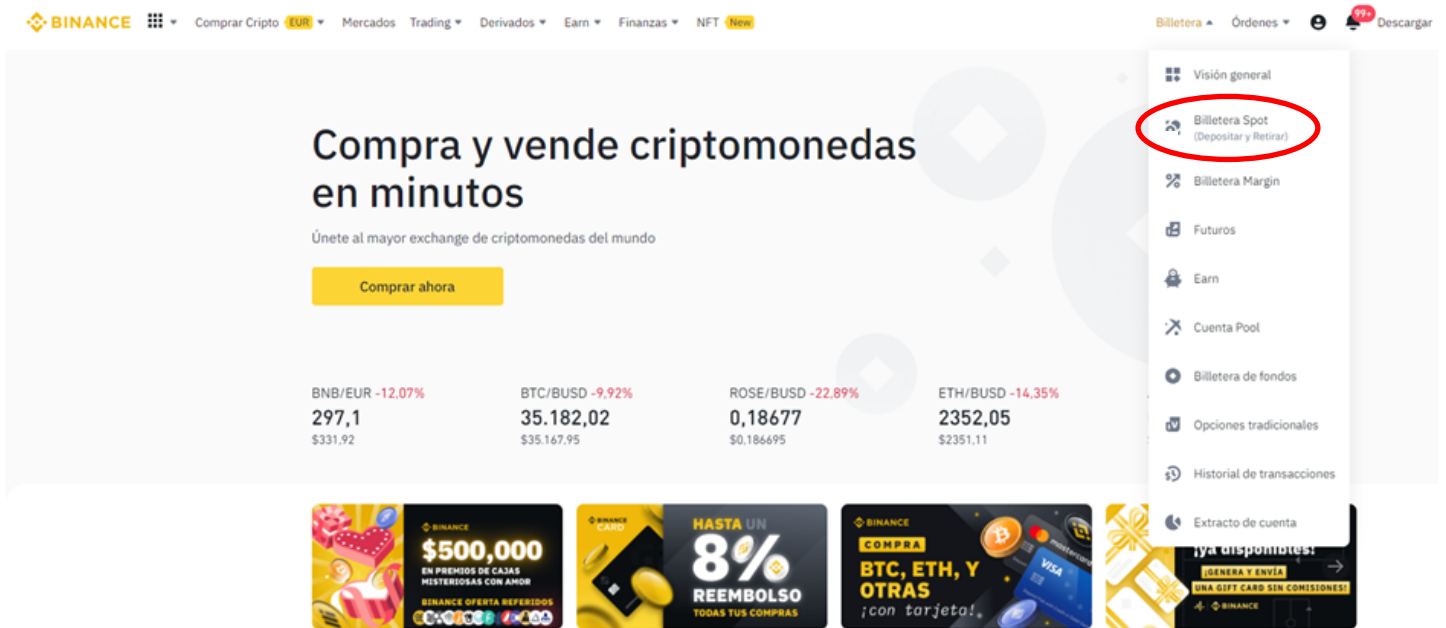 BINANCE
Comprar Cripto EUR
Mercados
Trading
Derivados
Earn
Finanzas
NFT New
Billetera
Órdenes
99+
Descargar
Visión general
Billetera Spot
(Depositar y Retirar)
Billetera Margin
Futuros
Earn
Cuenta Pool
Billetera de fondos
Opciones tradicionales
Historial de transacciones
Extracto de cuenta
Compra y vende criptomonedas
en minutos
Únete al mayor exchange de criptomonedas del mundo
Comprar ahora
BNB/EUR -12,07%
297,1
$331,92
BTC/BUSD -9,92%
35.182,02
$35.167,95
ROSE/BUSD -22,89%
0,18677
$0,186695
ETH/BUSD -14,35%
2352,05
$2351,11
BINANCE
$500,000
EN PREMIOS DE CAJAS
MISTERIOSAS CON AMOR
BINANCE OFERTA REFERIDOS
BINANCE
CARD
HASTA UN
8%
REEMBOLSO
TODAS TUS COMPRAS
BINANCE
COMPRA
BTC, ETH, Y
OTRAS
¡con tarjeta!
mastercard
VISA
¡ya disponibles!
¡GENERA Y ENVÍA
UNA GIFT CARD SIN COMISIONES!
BINANCE